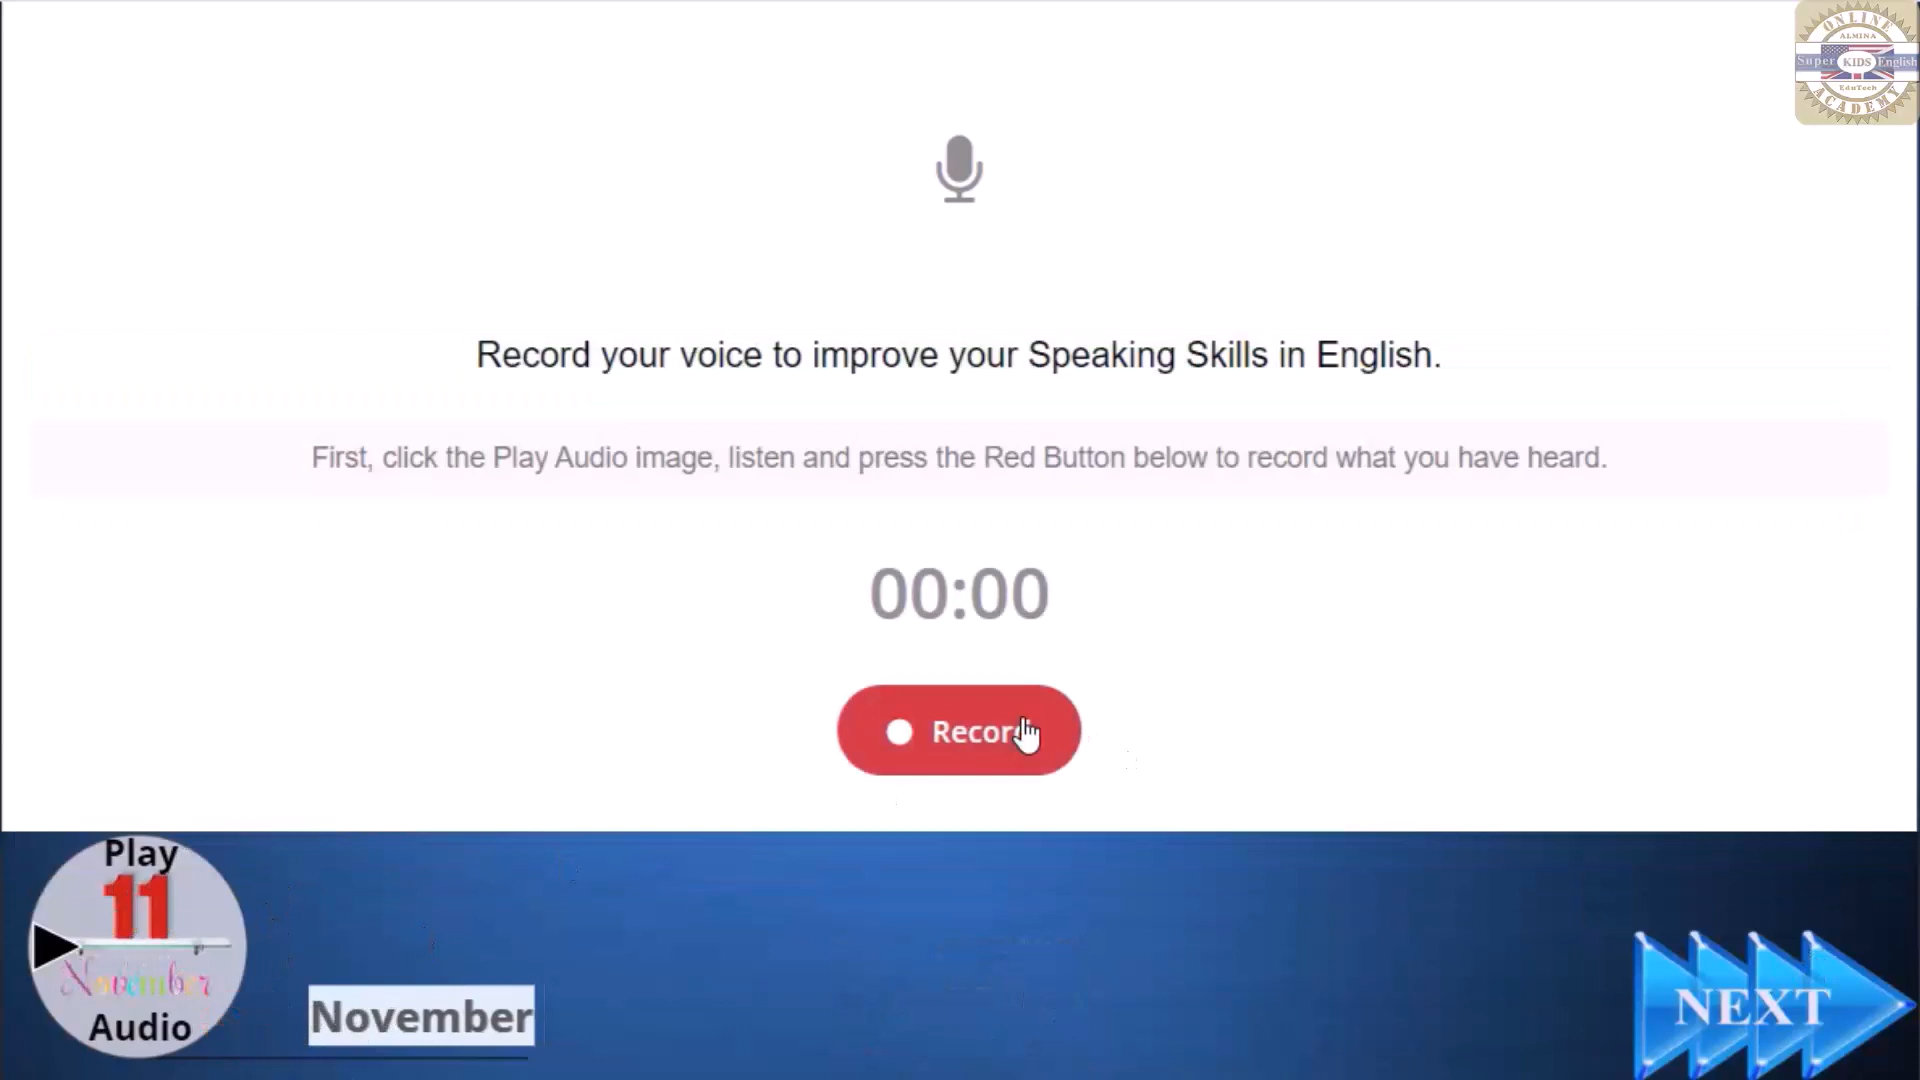 ONLINE
ALMINA
Super KIDS English
EduTech
ACADEMY
Record your voice to improve your Speaking Skills in English.
First, click the Play Audio image, listen and press the Red Button below to record what you have heard.
00:00
Record
Play
11
November
Audio
November
NEXT